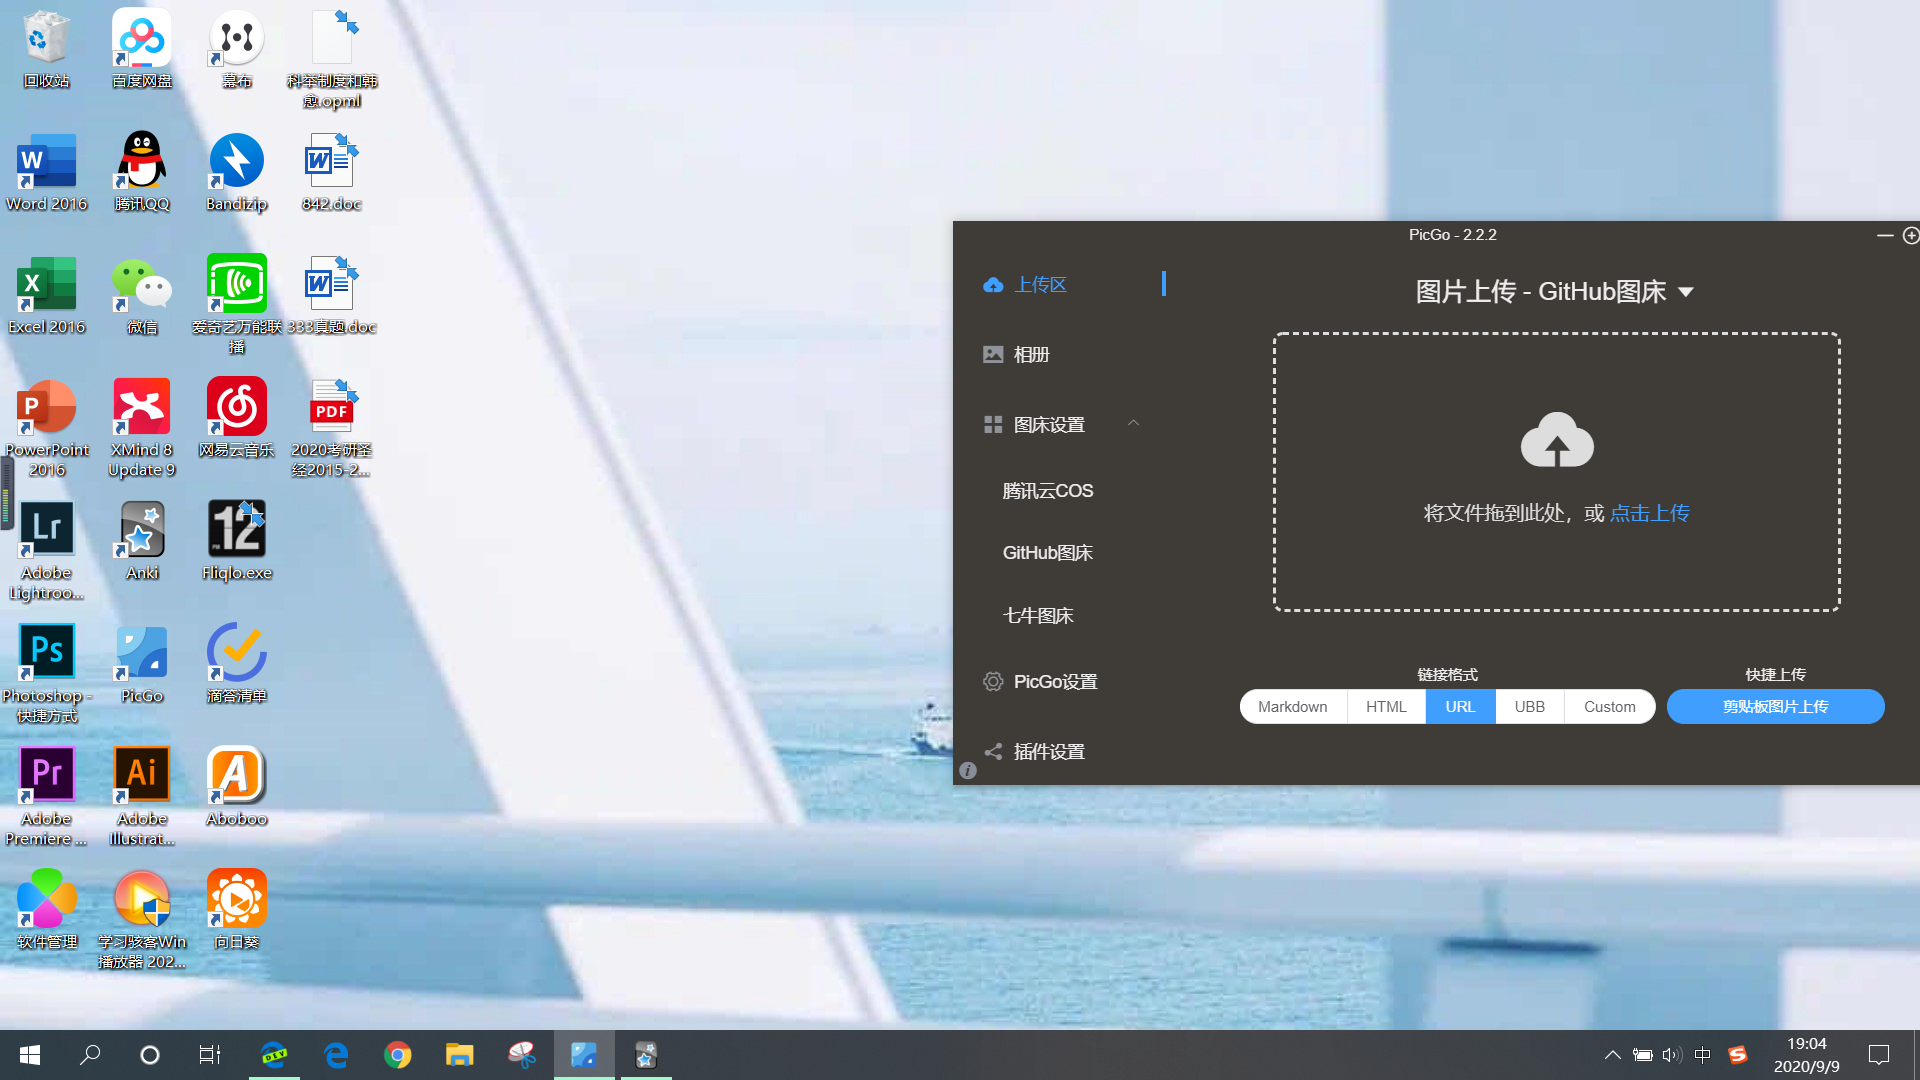 回收站
百度网盘
幕布
科举制度和韩
愈.opml
Word 2016
腾讯QQ
Bandizip
842.doc
Excel 2016
微信
爱奇艺万能联
播
333真题.doc
PowerPoint
2016
XMind 8
Update 9
网易云音乐
PDF
2020考研圣
经2015-2...
Lr
Adobe
Lightroo...
Anki
12
PM
Fliqlo.exe
Ps
Photoshop -
快捷方式
PicGo
滴答清单
Pr
Adobe
Premiere ...
Ai
Adobe
Illustrat...
A
Aboboo
软件管理
学习骇客Win
播放器 202...
向日葵
PicGo - 2.2.2
上传区
相册
图床设置
腾讯云COS
GitHub图床
七牛图床
PicGo设置
插件设置
图片上传 - GitHub图床
将文件拖到此处，或 点击上传
链接格式
快捷上传
Markdown
HTML
URL
UBB
Custom
剪贴板图片上传
DEV
中
19:04
2020/9/9